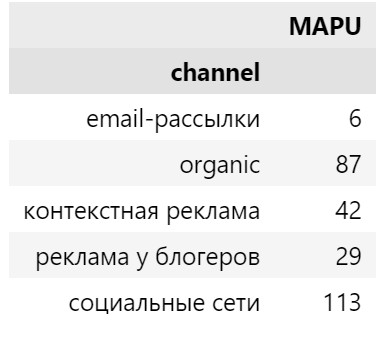 MAPU
channel
email-рассылки 6
organic 87
контекстная реклама 42
реклама у блогеров 29
социальные сети 113